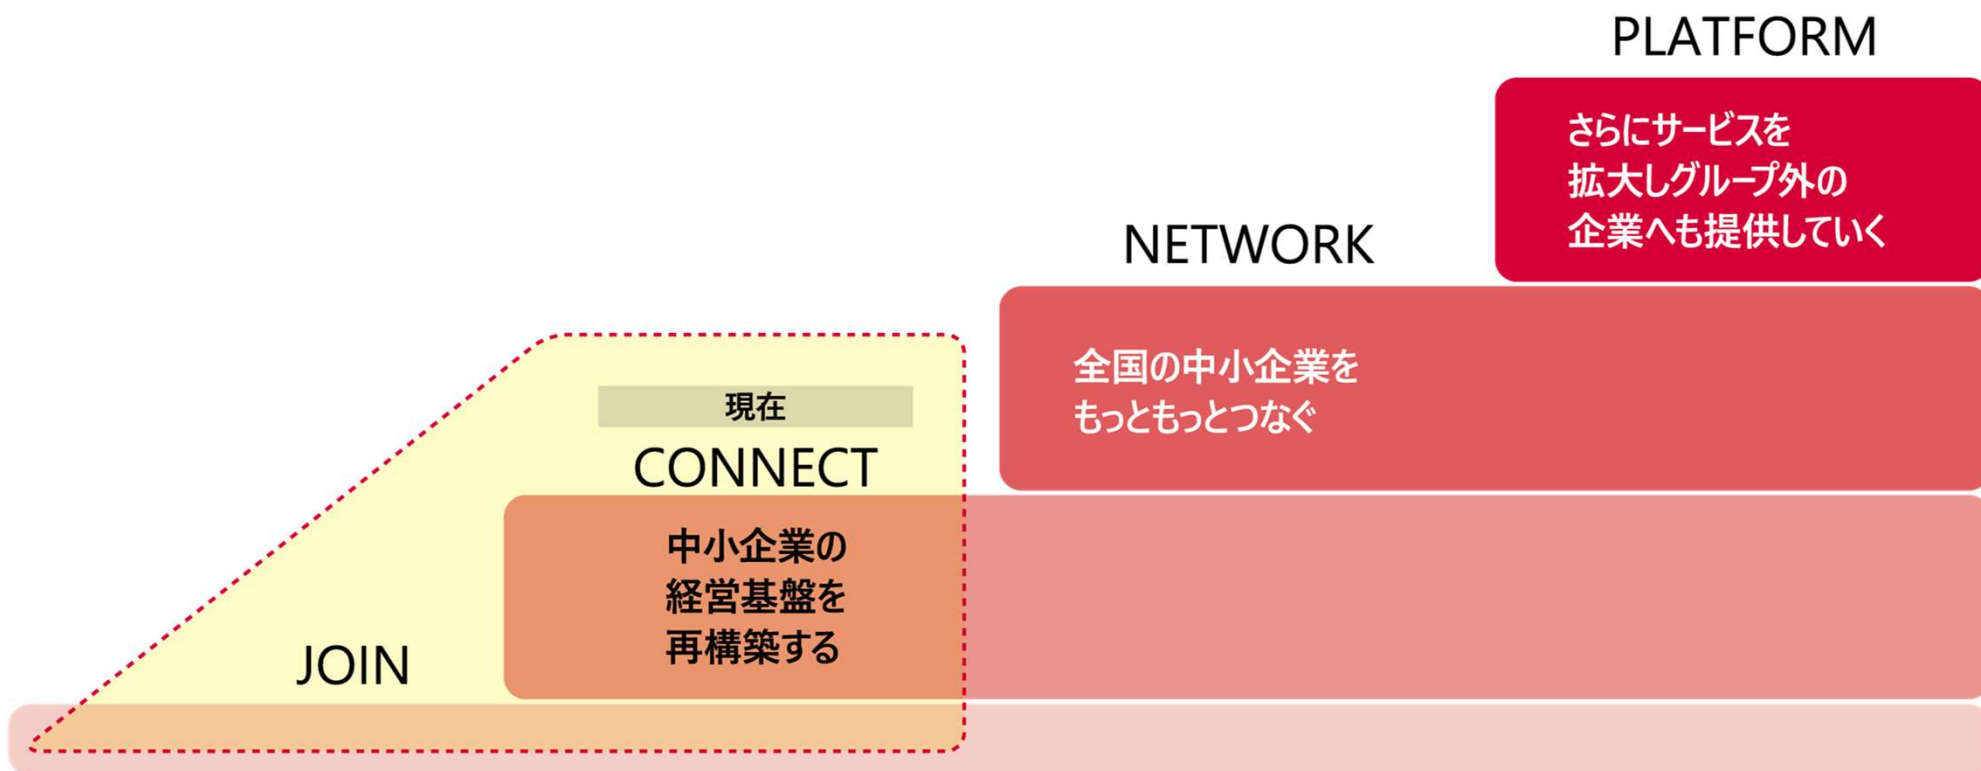 PLATFORM
さらにサービスを
拡大しグループ外の
企業へも提供していく
NETWORK
全国の中小企業を
もっともっとつなぐ
現在
CONNECT
中小企業の
経営基盤を
再構築する
JOIN